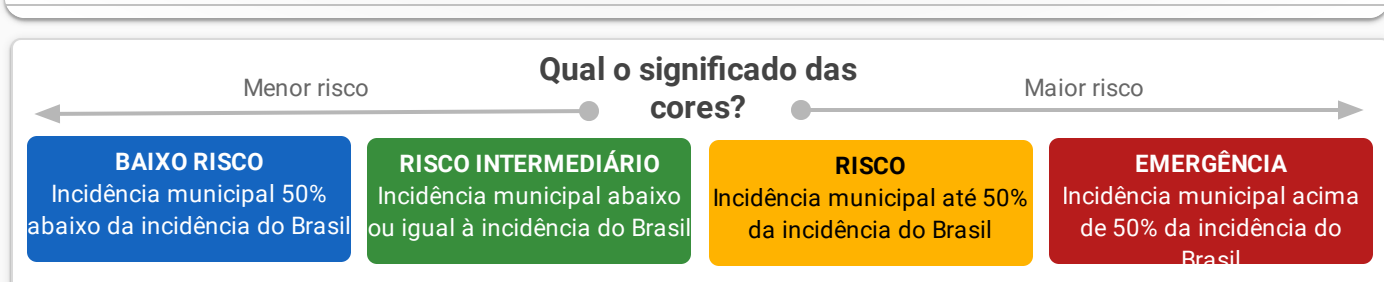 Qual o significado das
cores?
Menor risco
Maior risco
BAIXO RISCO
Incidência municipal 50%
abaixo da incidência do Brasil
RISCO INTERMEDIÁRIO
Incidência municipal abaixo
ou igual à incidência do Brasil
RISCO
Incidência municipal até 50%
da incidência do Brasil
EMERGÊNCIA
Incidência municipal acima
de 50% da incidência do
Brasil